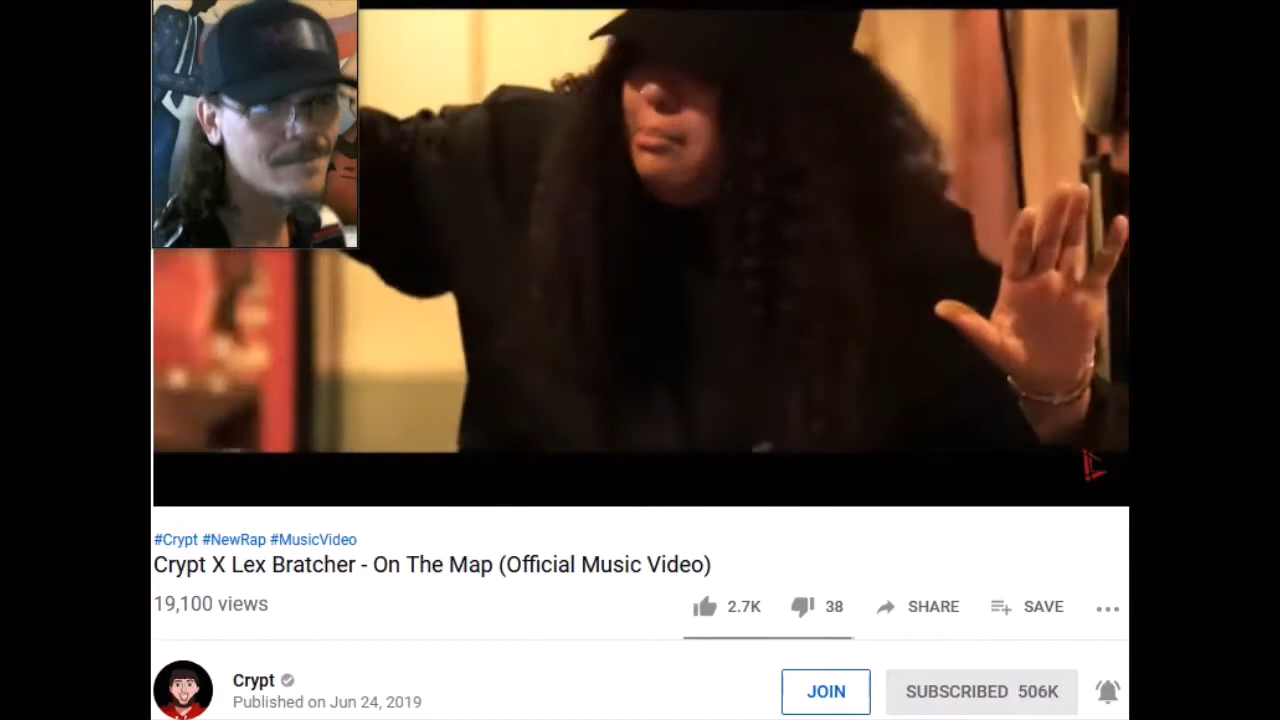 #Crypt #NewRap #MusicVideo
Crypt X Lex Bratcher - On The Map (Official Music Video)
19,100 views
2.7K 38 SHARE SAVE
Crypt
Published on Jun 24, 2019
JOIN SUBSCRIBED 506K